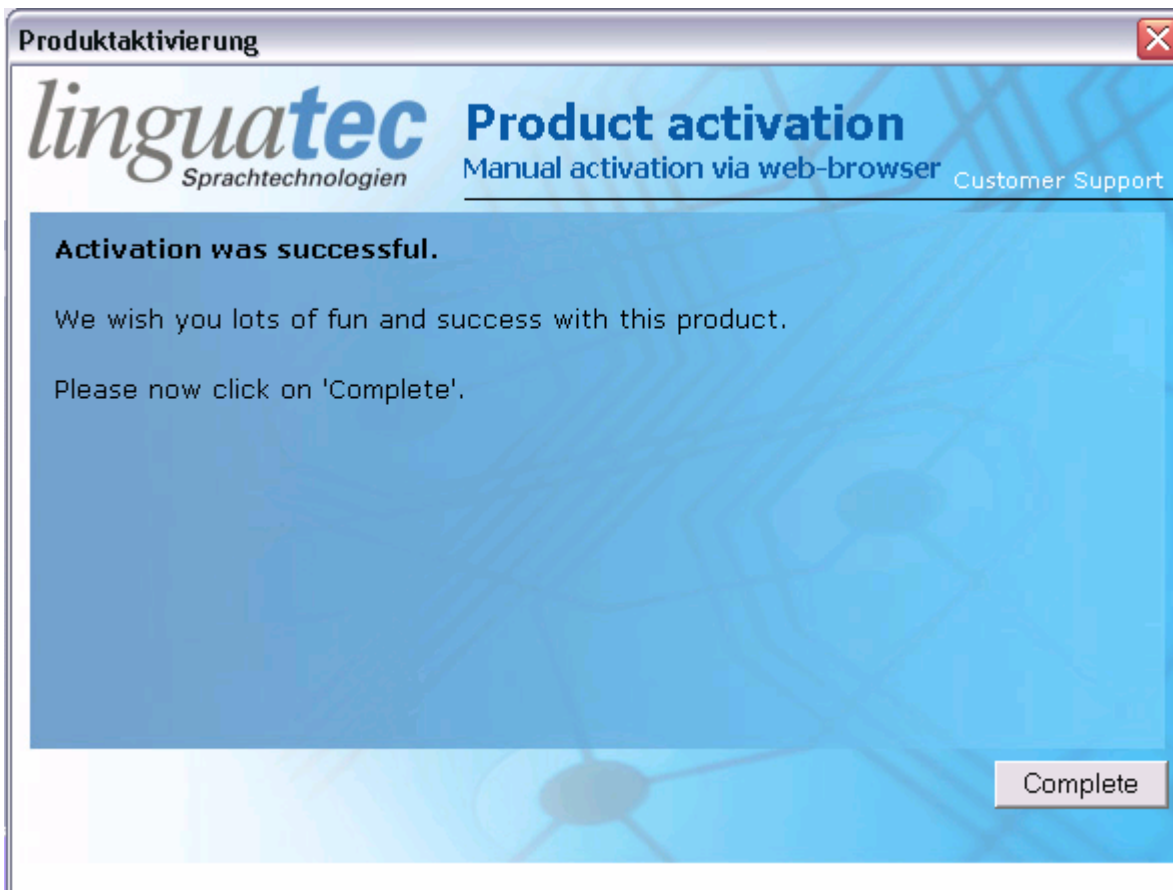 Produktaktivierung
linguatec
Sprachtechnologien
Product activation
Manual activation via web-browser
Customer Support
Activation was successful.
We wish you lots of fun and success with this product.
Please now click on 'Complete'.
Complete